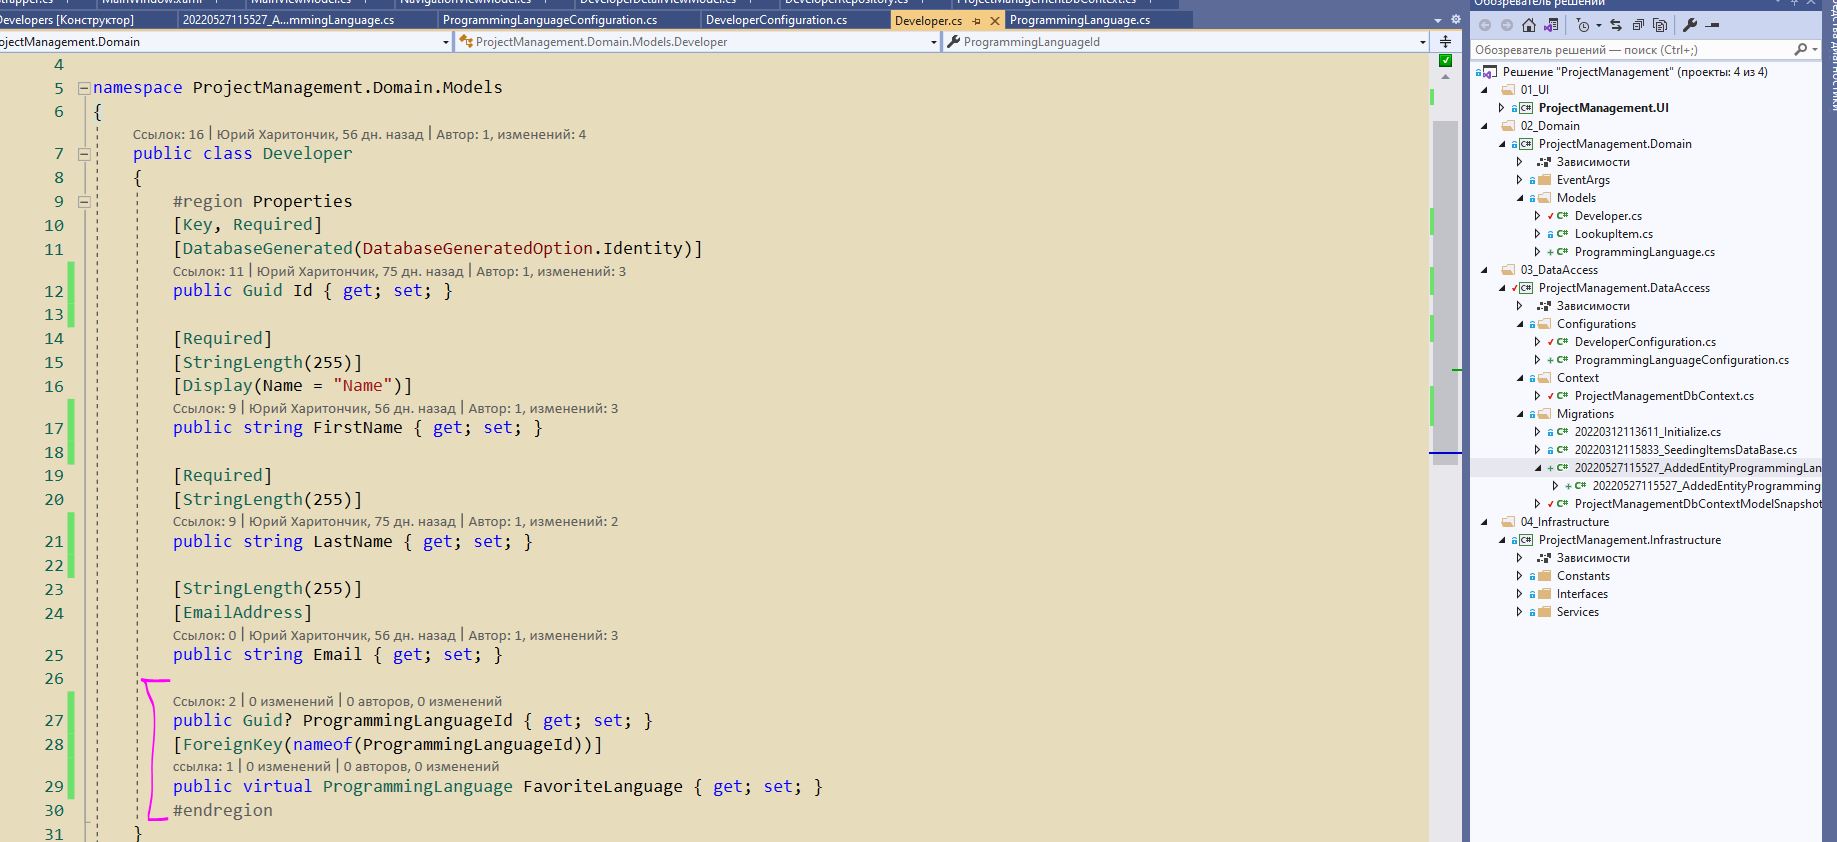 MainWindow.xaml
MainViewModel.cs
NavigationViewModel.cs
DeveloperDetailViewModel.cs
DeveloperRepository.cs
ProjectManagementDbContext.cs
Обозреватель решений
Developers [Конструктор]
20220527115527_A...mmingLanguage.cs
ProgrammingLanguageConfiguration.cs
DeveloperConfiguration.cs
Developer.cs
ProgrammingLanguage.cs
ojectManagement.Domain
ProjectManagement.Domain.Models.Developer
ProgrammingLanguageId
4
5 namespace ProjectManagement.Domain.Models
6 {
Ссылок: 16 | Юрий Харитончик, 56 дн. назад | Автор: 1, изменений: 4
7 public class Developer
8 {
9 #region Properties
10 [Key, Required]
11 [DatabaseGenerated(DatabaseGeneratedOption.Identity)]
Ссылок: 11 | Юрий Харитончик, 75 дн. назад | Автор: 1, изменений: 3
12 public Guid Id { get; set; }
13
14 [Required]
15 [StringLength(255)]
16 [Display(Name = "Name")]
Ссылок: 9 | Юрий Харитончик, 56 дн. назад | Автор: 1, изменений: 3
17 public string FirstName { get; set; }
18
19 [Required]
20 [StringLength(255)]
Ссылок: 9 | Юрий Харитончик, 75 дн. назад | Автор: 1, изменений: 2
21 public string LastName { get; set; }
22
23 [StringLength(255)]
24 [EmailAddress]
Ссылок: 0 | Юрий Харитончик, 56 дн. назад | Автор: 1, изменений: 3
25 public string Email { get; set; }
26
Ссылок: 2 | 0 изменений | 0 авторов, 0 изменений
27 public Guid? ProgrammingLanguageId { get; set; }
28 [ForeignKey(nameof(ProgrammingLanguageId))]
ссылка: 1 | 0 изменений | 0 авторов, 0 изменений
29 public virtual ProgrammingLanguage FavoriteLanguage { get; set; }
30 #endregion
31 }
Обозреватель решений — поиск (Ctrl+;)
Решение "ProjectManagement" (проекты: 4 из 4)
01_UI
ProjectManagement.UI
02_Domain
ProjectManagement.Domain
Зависимости
EventArgs
Models
Developer.cs
LookupItem.cs
ProgrammingLanguage.cs
03_DataAccess
ProjectManagement.DataAccess
Зависимости
Configurations
DeveloperConfiguration.cs
ProgrammingLanguageConfiguration.cs
Context
ProjectManagementDbContext.cs
Migrations
20220312113611_Initialize.cs
20220312115833_SeedingItemsDataBase.cs
20220527115527_AddedEntityProgrammingLan
20220527115527_AddedEntityProgramming
ProjectManagementDbContextModelSnapshot
04_Infrastructure
ProjectManagement.Infrastructure
Зависимости
Constants
Interfaces
Services